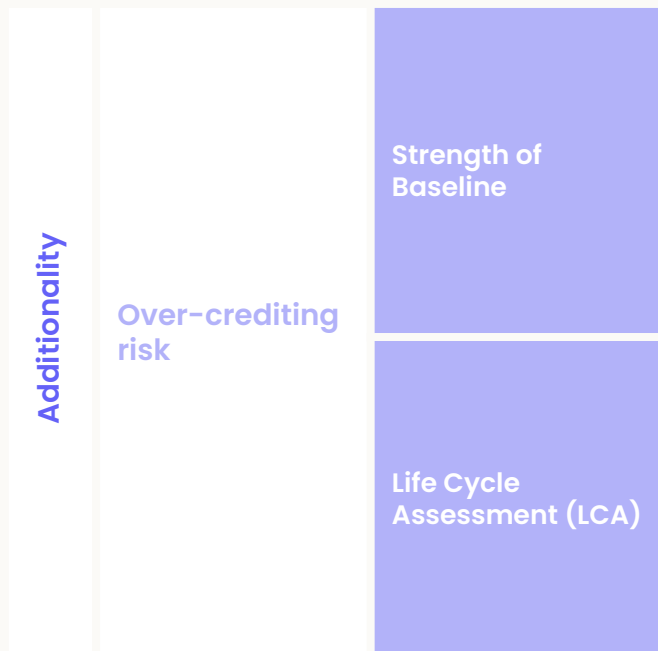 Additionality
Over-crediting
risk
Strength of
Baseline
Life Cycle
Assessment (LCA)